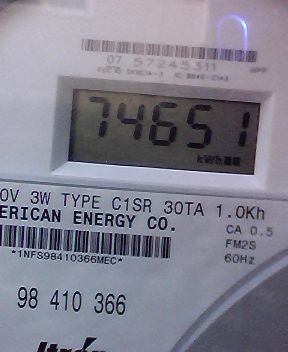 07 57245311
74651
kWh
0V 3W TYPE C1SR 30TA 1.0Kh
ERICAN ENERGY CO.
CA 0.5
FM2S
*1NFS98410366MEC*
60Hz
98 410 366
Itron